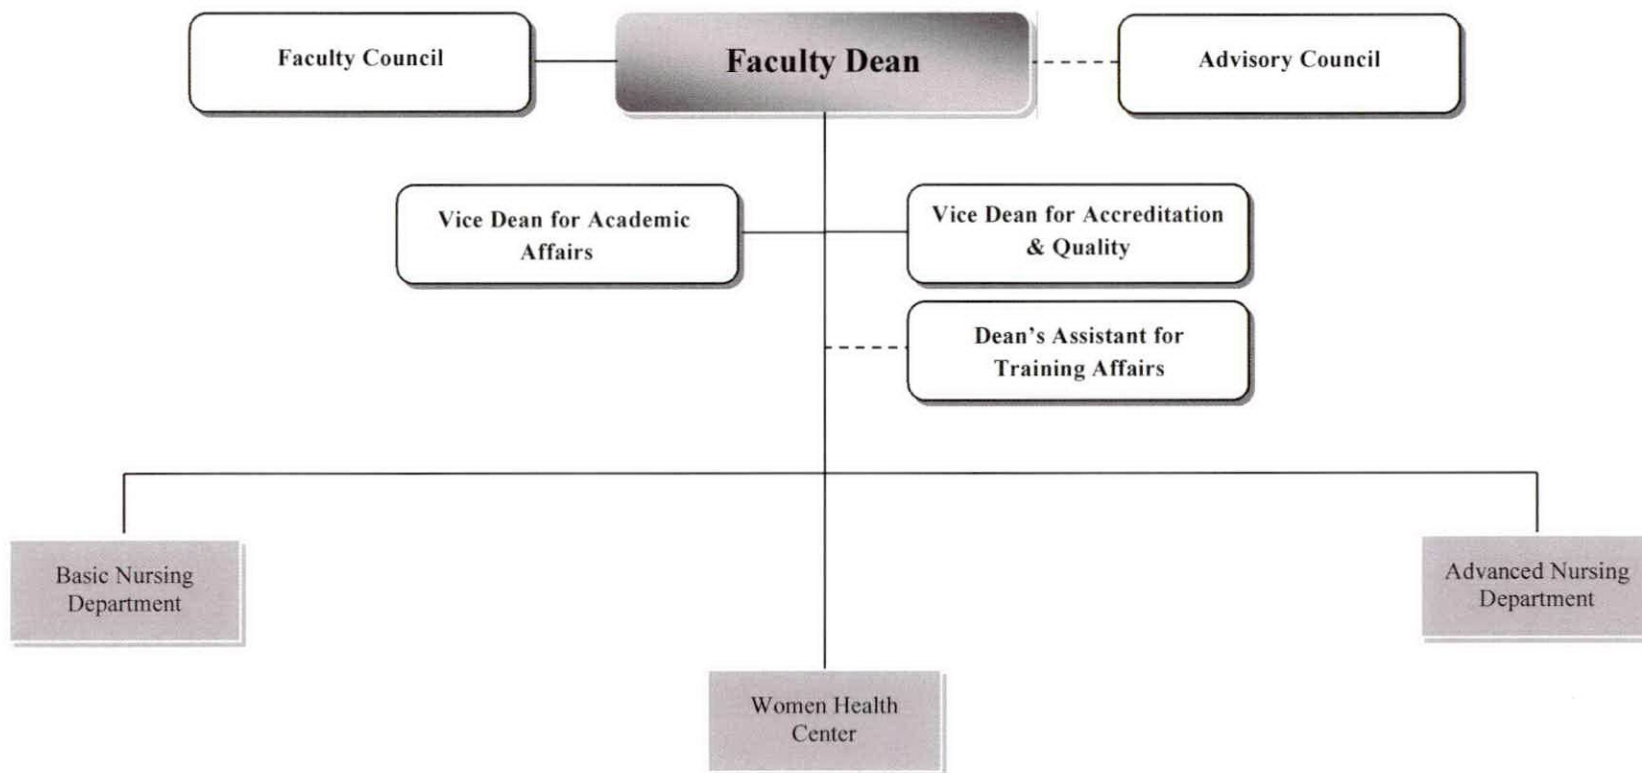 Faculty Council
Faculty Dean
Advisory Council
Vice Dean for Academic
Affairs
Vice Dean for Accreditation
& Quality
Dean’s Assistant for
Training Affairs
Basic Nursing
Department
Advanced Nursing
Department
Women Health
Center